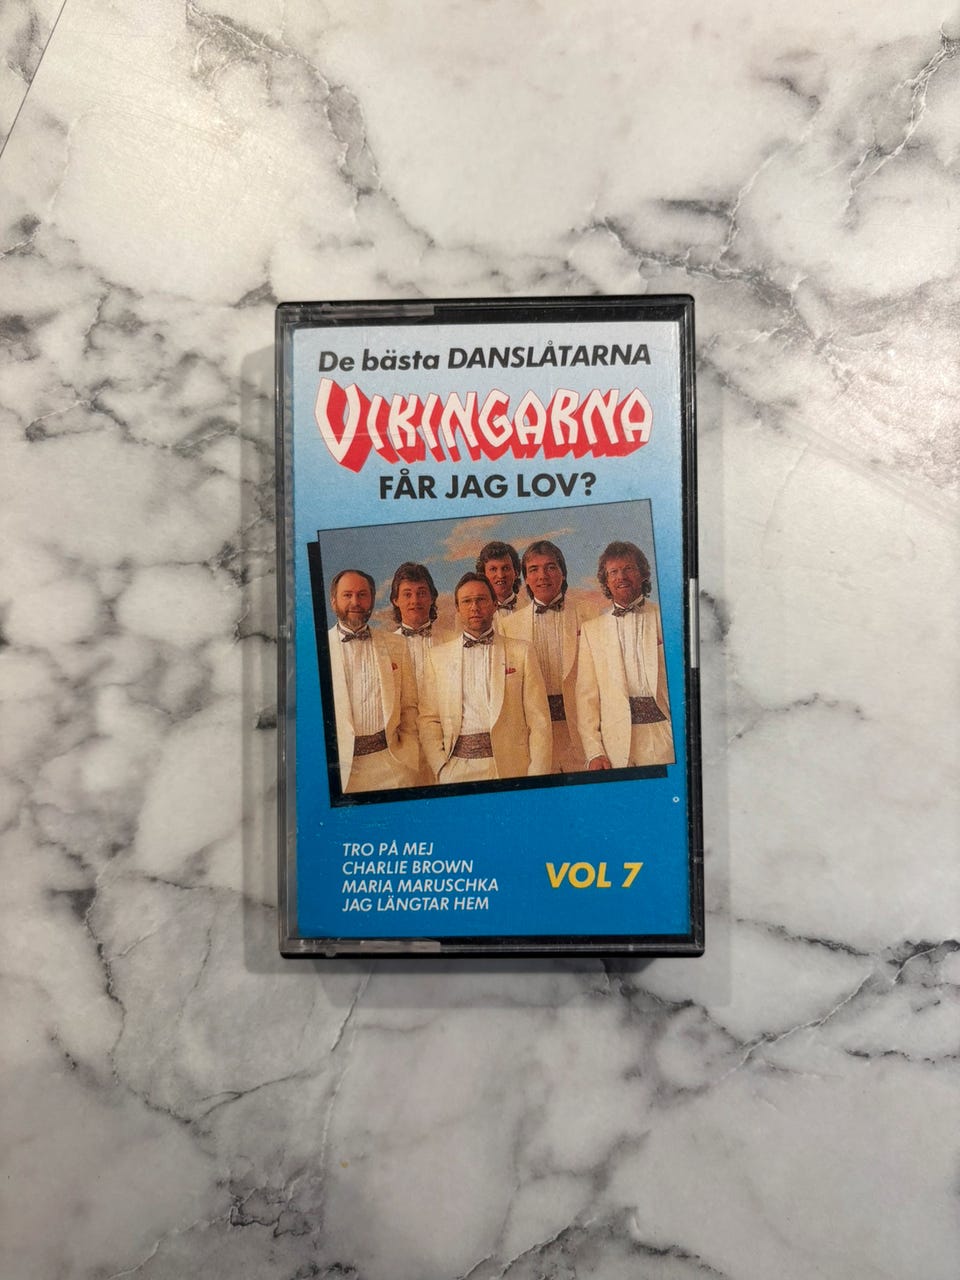 De bästa DANSLÅTARNA
VIKINGARNA
FÅR JAG LOV?
TRO PÅ MEJ
CHARLIE BROWN
MARIA MARUSCHKA
JAG LÄNGTAR HEM
VOL 7